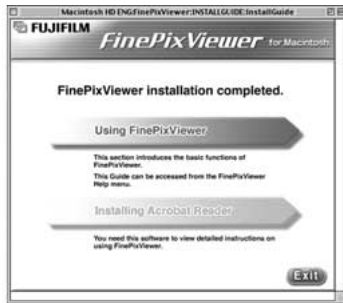 Macintosh HD ENG:FinePixViewer:INSTALLGUIDE:InstallGuide
FUJIFILM
FinePixViewer for Macintosh
FinePixViewer installation completed.
Using FinePixViewer
This section introduces the basic functions of
FinePixViewer.
This Guide can be accessed from the FinePixViewer
Help menu.
Installing Acrobat Reader
You need this software to view detailed instructions on
using FinePixViewer.
Exit